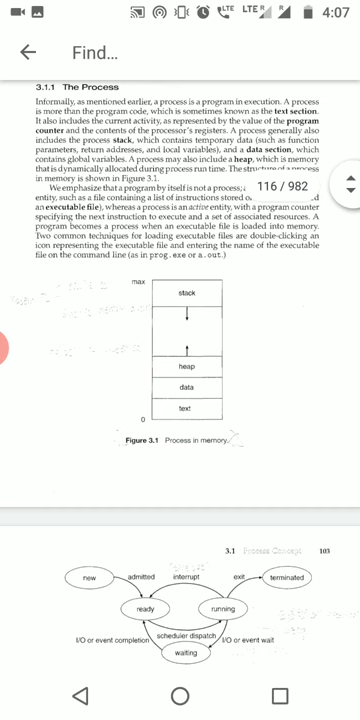 LTE LTE R R 4:07
Find...
3.1.1 The Process
Informally, as mentioned earlier, a process is a program in execution. A process
is more than the program code, which is sometimes known as the text section.
It also includes the current activity, as represented by the value of the program
counter and the contents of the processor's registers. A process generally also
includes the process stack, which contains temporary data (such as function
parameters, return addresses, and local variables), and a data section, which
contains global variables. A process may also include a heap, which is memory
that is dynamically allocated during process run time. The structure of a process
in memory is shown in Figure 3.1.
We emphasize that a program by itself is not a process;
116 / 982
entity, such as a file containing a list of instructions stored
an executable file), whereas a process is an active entity, with a program counter
specifying the next instruction to execute and a set of associated resources. A
program becomes a process when an executable file is loaded into memory.
Two common techniques for loading executable files are double-clicking an
icon representing the executable file and entering the name of the executable
file on the command line (as in prog.exe or a.out.)
max
stack
heap
data
text
0
Figure 3.1 Process in memory.
3.1 Process Concept 103
new admitted interrupt exit terminated
ready running
I/O or event completion scheduler dispatch I/O or event wait
waiting